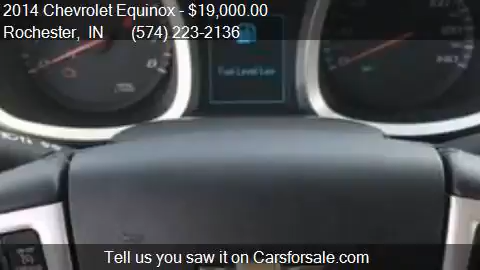 2014 Chevrolet Equinox - $19,000.00
Rochester, IN (574) 223-2136
Fuel Level Low
Tell us you saw it on Carsforsale.com